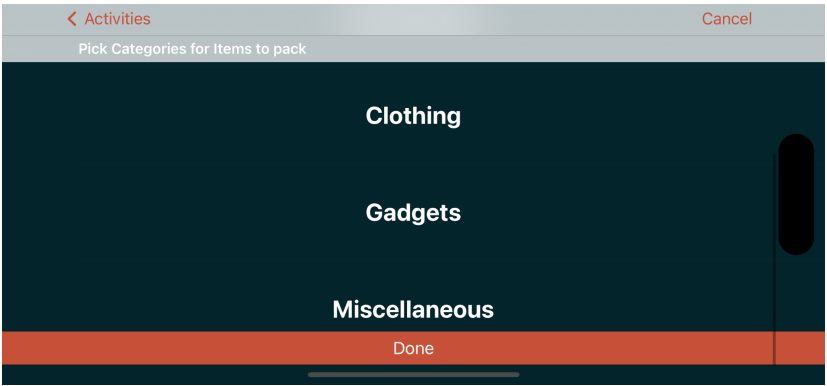 Activities
Cancel
Pick Categories for Items to pack
Clothing
Gadgets
Miscellaneous
Done